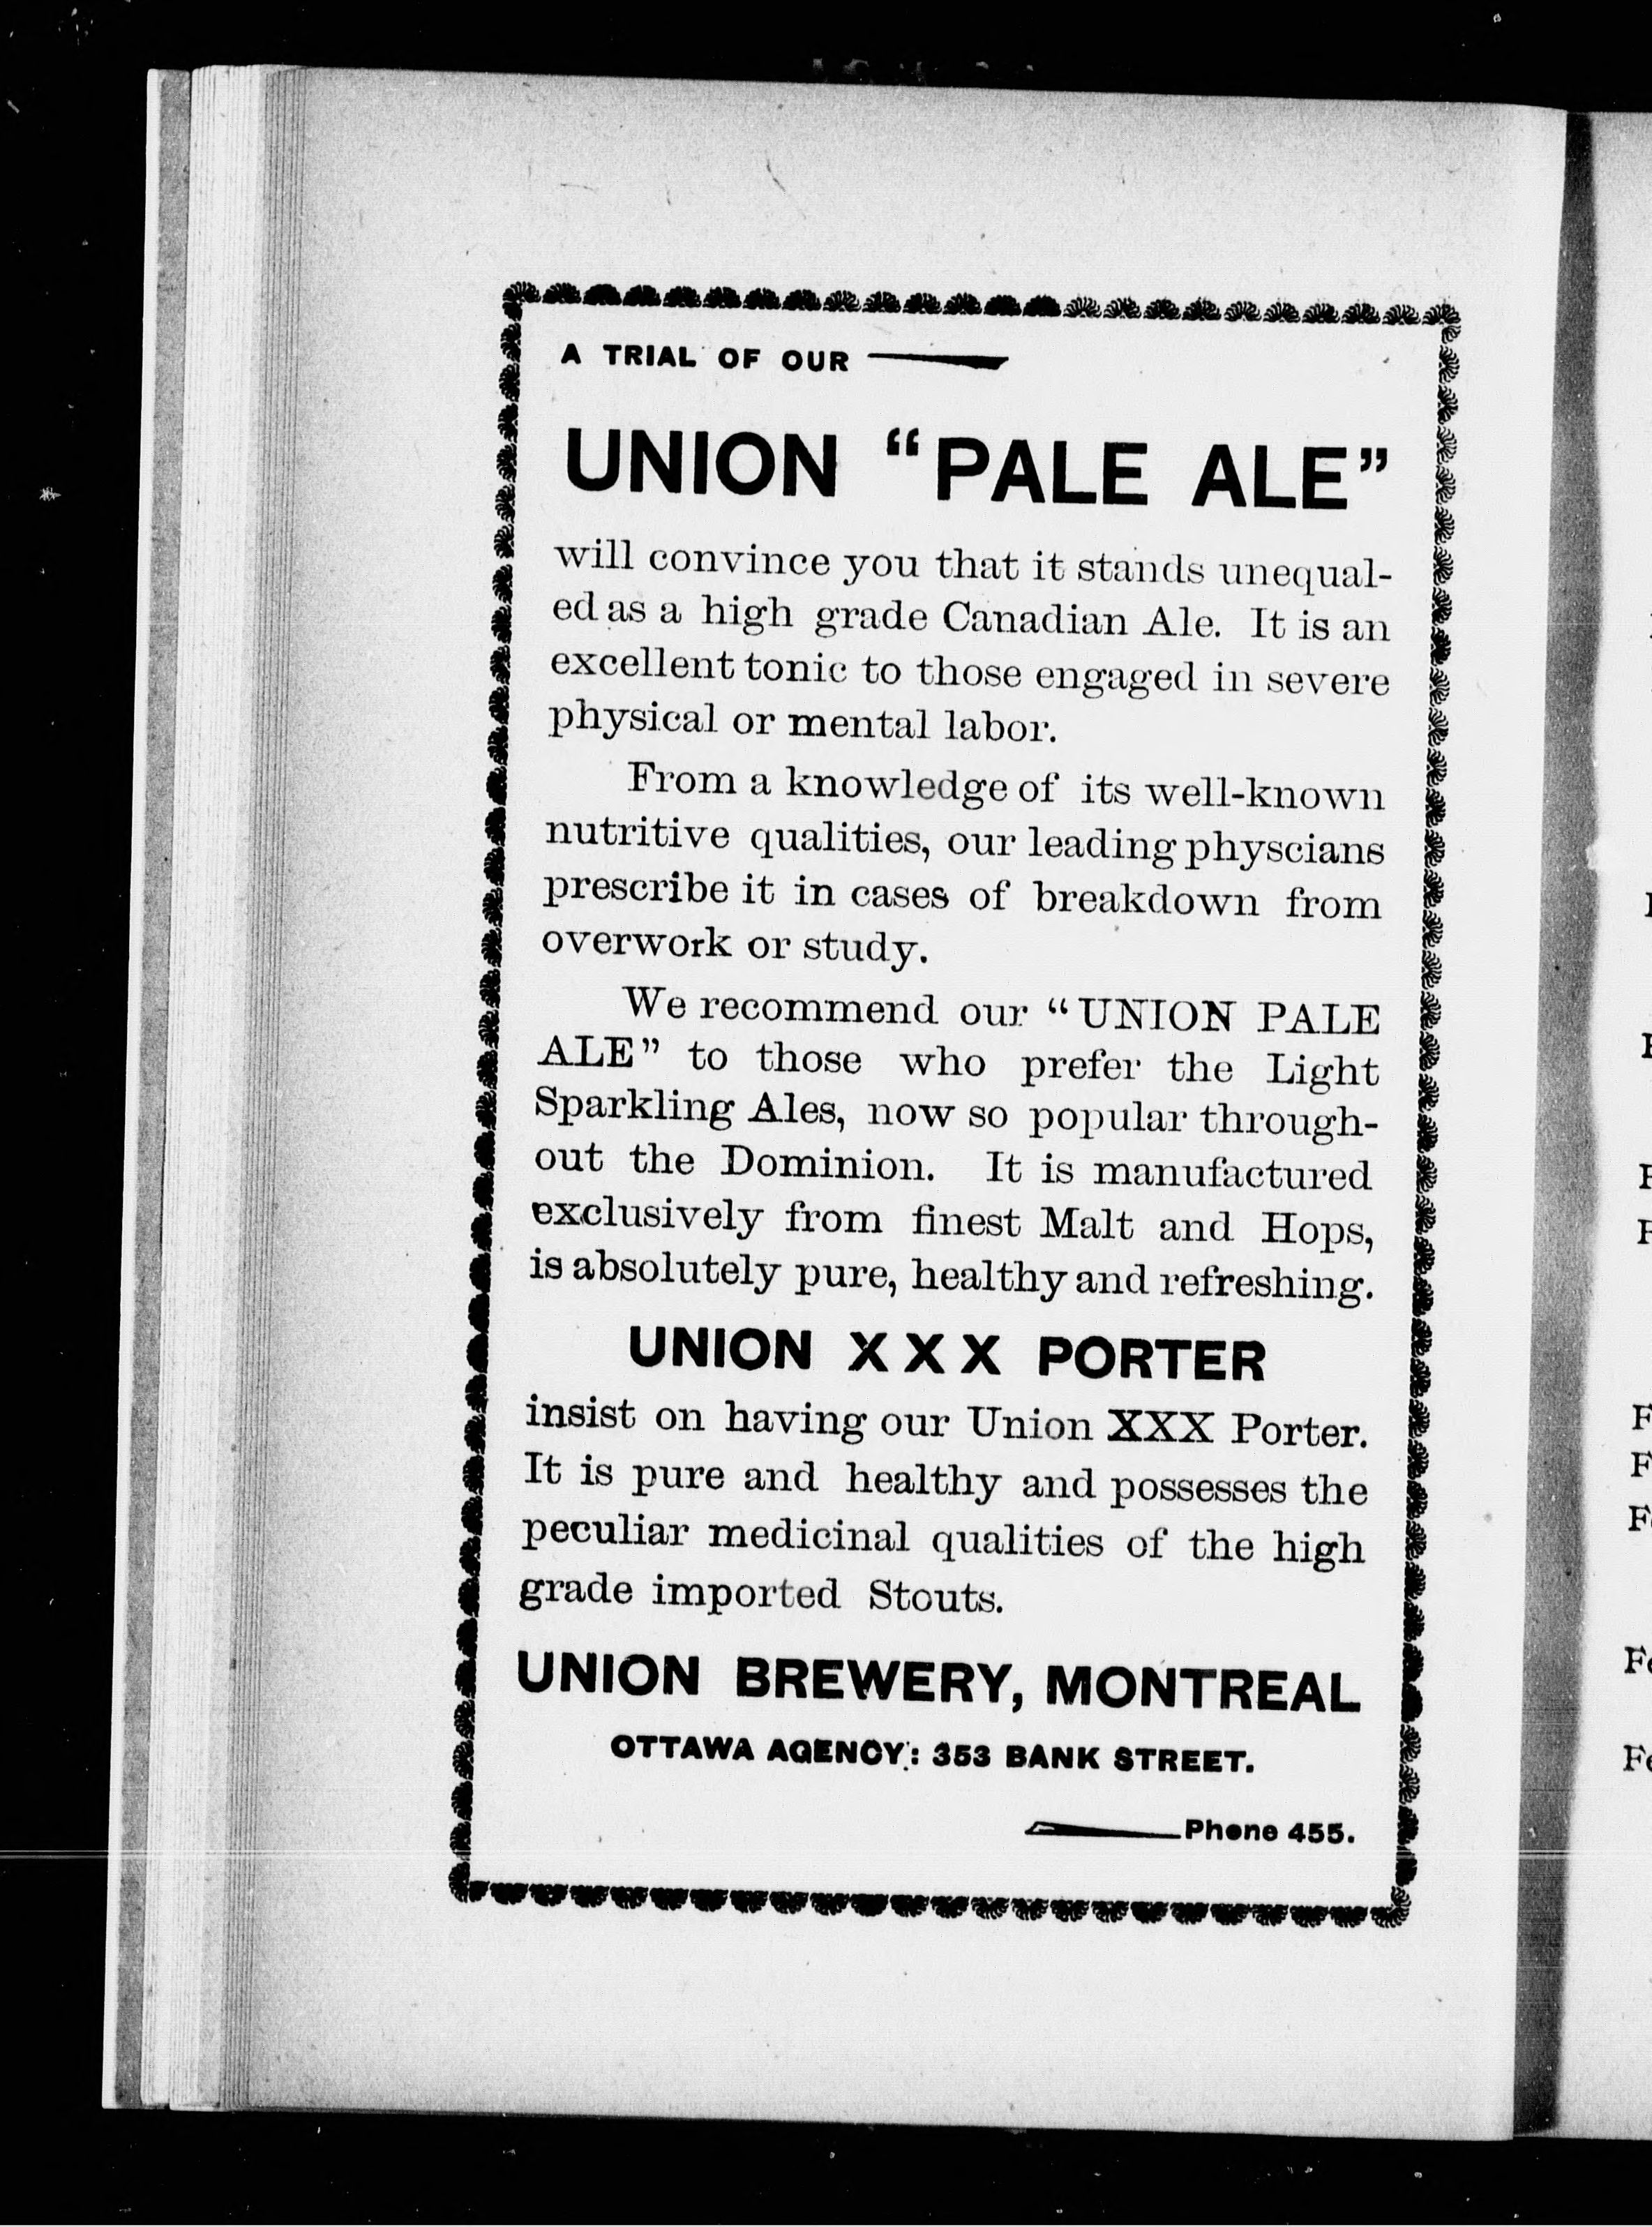 A TRIAL OF OUR
UNION "PALE ALE"
will convince you that it stands unequal-
ed as a high grade Canadian Ale. It is an
excellent tonic to those engaged in severe
physical or mental labor.
From a knowledge of its well-known
nutritive qualities, our leading physcians
prescribe it in cases of breakdown from
overwork or study.
We recommend our "UNION PALE
ALE" to those who prefer the Light
Sparkling Ales, now so popular through-
out the Dominion. It is manufactured
exclusively from finest Malt and Hops,
is absolutely pure, healthy and refreshing.
UNION X X X PORTER
insist on having our Union XXX Porter.
It is pure and healthy and possesses the
peculiar medicinal qualities of the high
grade imported Stouts.
UNION BREWERY, MONTREAL
OTTAWA AGENCY: 353 BANK STREET.
Phone 455.